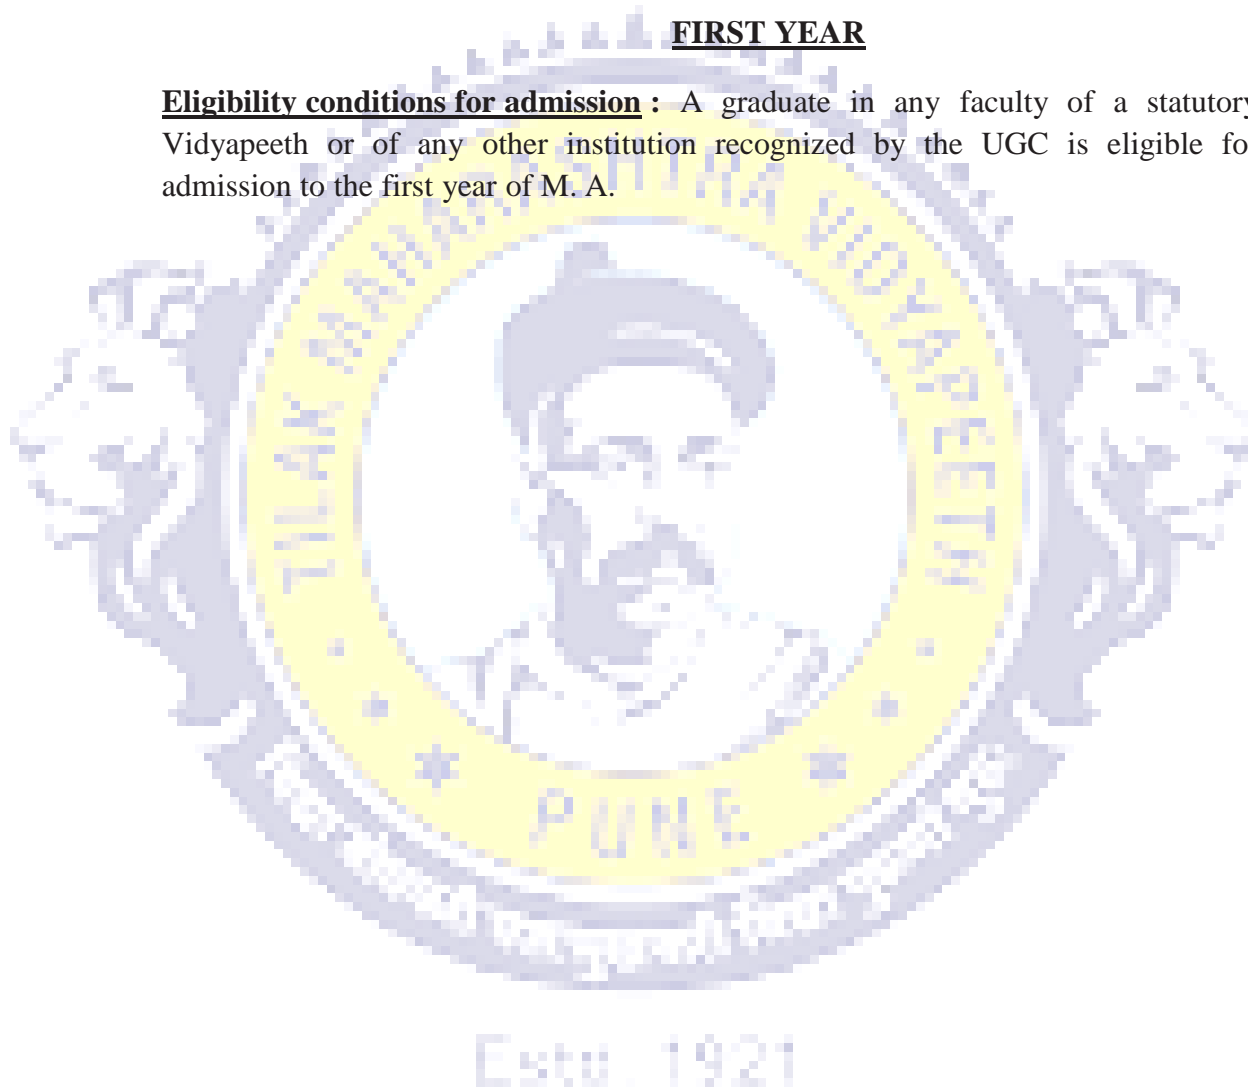 FIRST YEAR
Eligibility conditions for admission : A graduate in any faculty of a statutory
Vidyapeeth or of any other institution recognized by the UGC is eligible fo
admission to the first year of M. A.
TILAK MAHARASHTRA VIDYAPEETH
PUNE
Estd. 1921